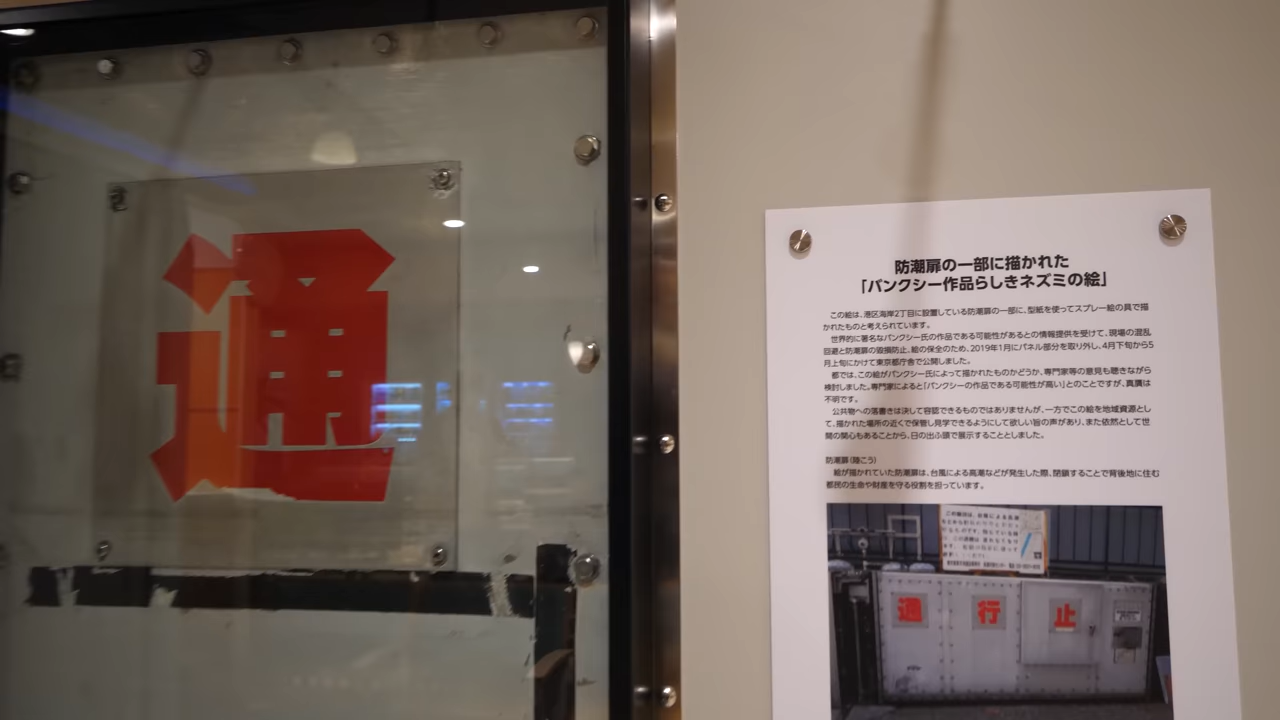 通
防潮扉の一部に描かれた
「バンクシー作品らしきネズミの絵」
この絵は、港区海岸2丁目に設置している防潮扉の一部に、型紙を使ってスプレー絵の具で描
かれたものと考えられています。
世界的に著名なバンクシー氏の作品である可能性があるとの情報提供を受けて、現場の混乱
回避と防潮扉の毀損防止、絵の保全のため、2019年1月にパネル部分を取り外し、4月下旬から5
月上旬にかけて東京都庁舎で公開しました。
都では、この絵がバンクシー氏によって描かれたものかどうか、専門家等の意見も聴きながら
検討しました。専門家によると「バンクシーの作品である可能性が高い」とのことですが、真贋は
不明です。
公共物への落書きは決して容認できるものではありませんが、一方でこの絵を地域資源とし
て、描かれた場所の近くで保管し見学できるようにして欲しい旨の声があり、また依然として世
間の関心もあることから、日の出ふ頭で展示することとしました。
防潮扉(陸こう)
絵が描かれていた防潮扉は、台風による高潮などが発生した際、閉鎖することで背後地に住む
都民の生命や財産を守る役割を担っています。
通 行 止